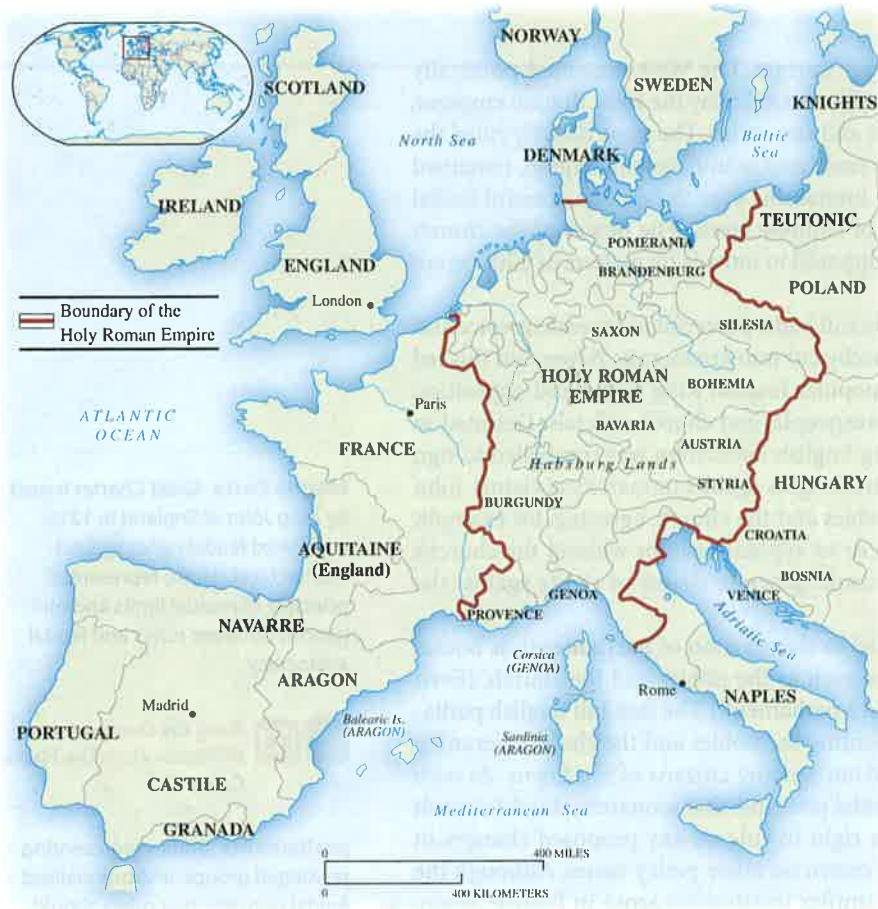 NORWAY
SCOTLAND
SWEDEN
KNIGHTS
North Sea
Baltic
Sea
DENMARK
IRELAND
TEUTONIC
POMERANIA
ENGLAND
BRANDENBURG
POLAND
London
Boundary of the
Holy Roman Empire
SAXON
SILESIA
HOLY ROMAN
EMPIRE
BOHEMIA
Paris
ATLANTIC
OCEAN
BAVARIA
FRANCE
AUSTRIA
Habsburg Lands
STYRIA
HUNGARY
BURGUNDY
CROATIA
AQUITAINE
(England)
BOSNIA
GENOA
VENICE
PROVENCE
NAVARRE
Adriatic Sea
Corsica
(GENOA)
ARAGON
Rome
NAPLES
Madrid
PORTUGAL
Balearic Is.
(ARAGON)
Sardinia
(ARAGON)
CASTILE
Mediterranean Sea
GRANADA
0
400 MILES
0
400 KILOMETERS